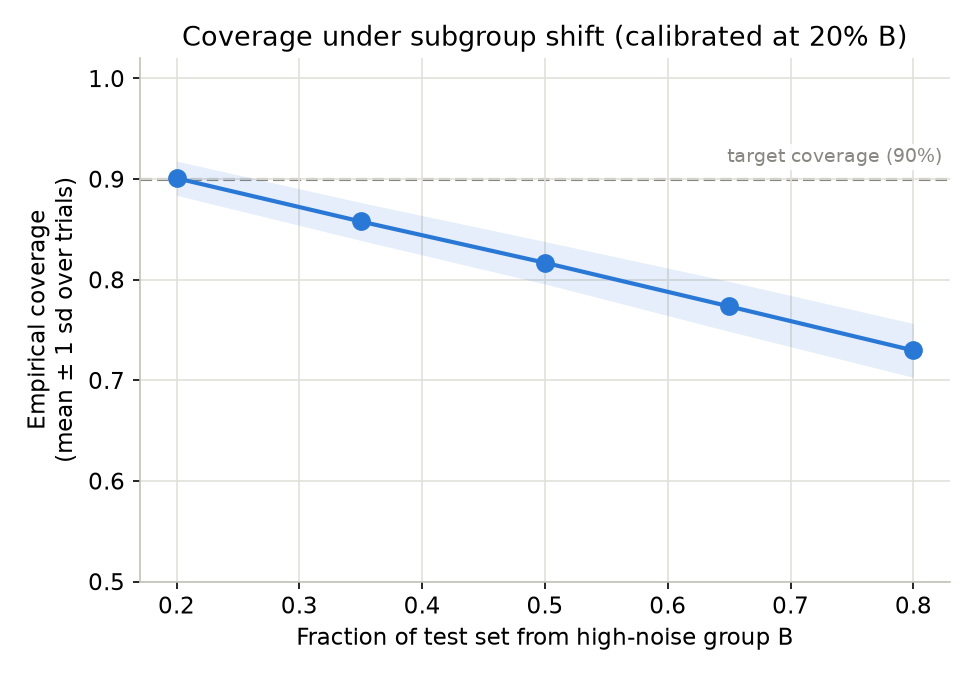 Coverage under subgroup shift (calibrated at 20% B)
1.0
0.9
0.8
0.7
0.6
0.5
Empirical coverage
(mean ± 1 sd over trials)
target coverage (90%)
0.2
0.3
0.4
0.5
0.6
0.7
0.8
Fraction of test set from high-noise group B